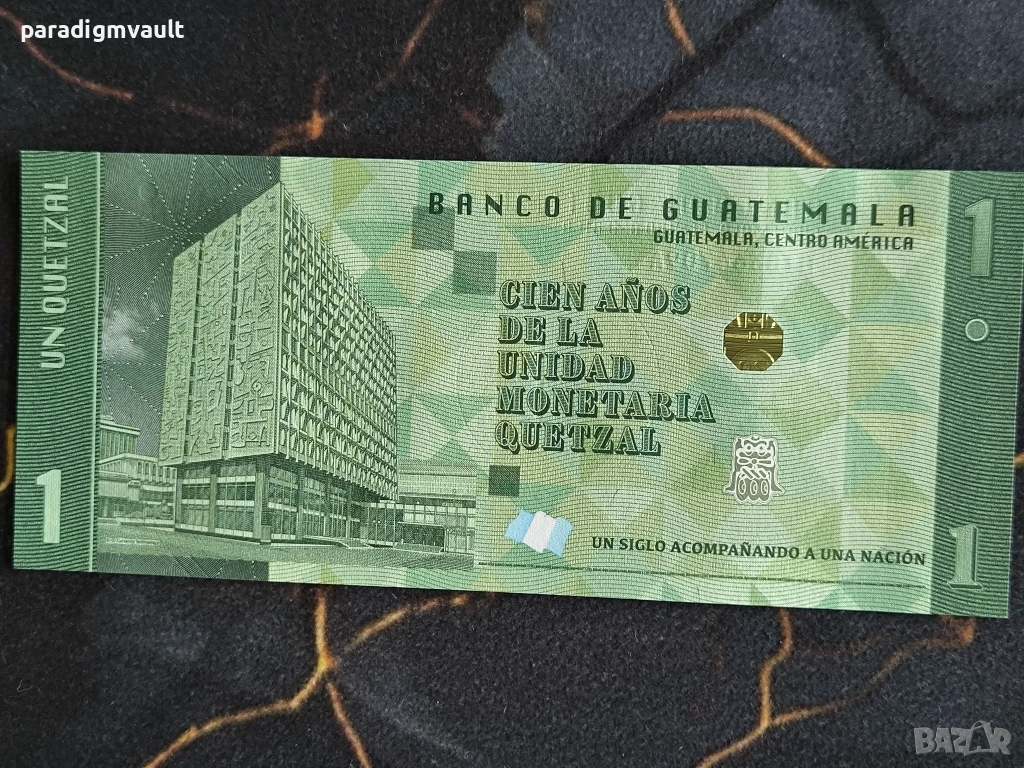 paradigmvault
UN QUETZAL
1
BANCO DE GUATEMALA
GUATEMALA, CENTRO AMÉRICA
CIEN AÑOS
DE LA
UNIDAD
MONETARIA
QUETZAL
UN SIGLO ACOMPAÑANDO A UNA NACIÓN
1
1
BAZAR